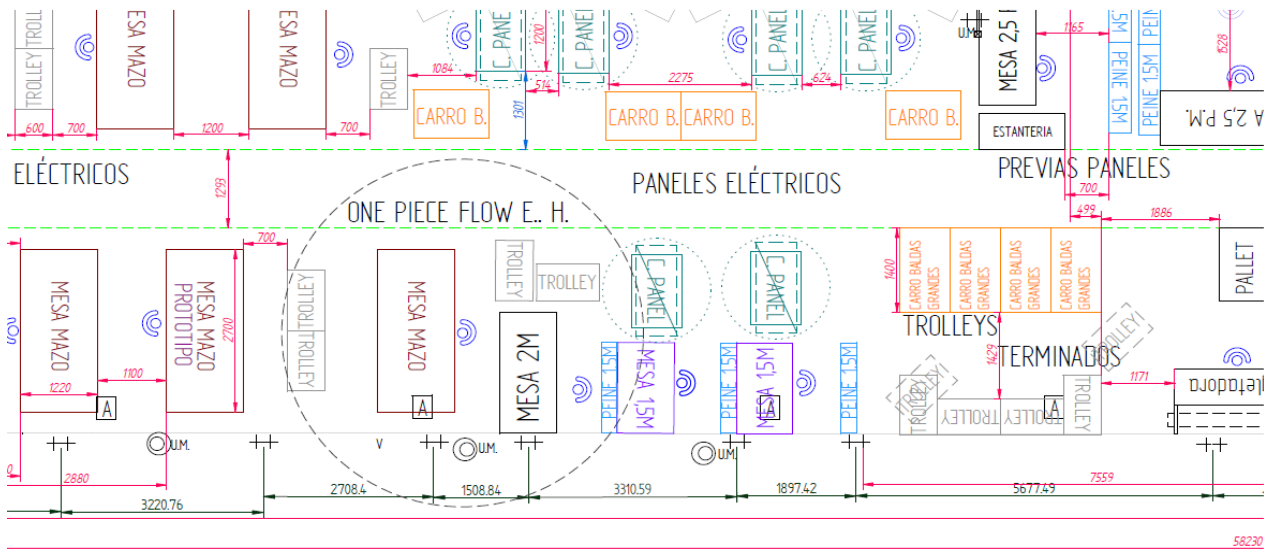 TROLLEY
TRO
MESA MAZO
ESA MAZO
TROLLEY
1084
C. PANEL
1200
C. PANE
514
1301
2275
C. PANEL
624
C. PANEL
U.M.
MESA 2,5 P
1165
5M
PEINE 1,5M
PEINE 1,5M
1528
A 2,5 P.M.
600
700
1200
700
CARRO B.
CARRO B.
CARRO B.
CARRO B.
ESTANTERIA
ELÉCTRICOS
1293
ONE PIECE FLOW E.. H.
PANELES ELÉCTRICOS
PREVIAS PANELES
700
499
1886
700
MESA MAZO
MESA MAZO
PROTOTIPO
2700
TROLLEY
TROLLEY
MESA MAZO
TROLLEY
TROLLEY
C. PANEL
C. PANEL
1400
CARRO BALDAS
GRANDES
CARRO BALDAS
GRANDES
CARRO BALDAS
GRANDES
CARRO BALDAS
GRANDES
PALLET
TROLLEYS
TERMINADOS
1429
TROLLEY
1220
1100
MESA 2M
PEINE 1.5M
MESA 1,5M
PEINE 1.5M
MESA 1,5M
PEINE 1.5M
TROLLEY
TROLLEY
TROLLEY
TROLLEY
TROLLEY
1171
gletadora
A
A
A
A
U.M.
V
U.M.
U.M.
0
2880
3220.76
2708.4
1508.84
3310.59
1897.42
5677.49
7559
58230